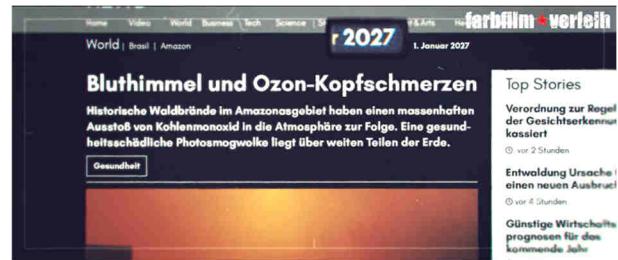 Home Video World Business Tech Science & Arts
farbfilm verleih
World | Brasil | Amazon
r 2027
1. Januar 2027
Bluthimmel und Ozon-Kopfschmerzen
Historische Waldbrände im Amazonasgebiet haben einen massenhaften
Ausstoß von Kohlenmonoxid in die Atmosphäre zur Folge. Eine gesund-
heitsschädliche Photosmogwolke liegt über weiten Teilen der Erde.
Gesundheit
Top Stories
Verordnung zur Regel
der Gesichtserkennun
kassiert
vor 2 Stunden
Entwaldung Ursache
einen neuen Ausbruc
vor 4 Stunden
Günstige Wirtschafts
prognosen für das
kommende Jahr